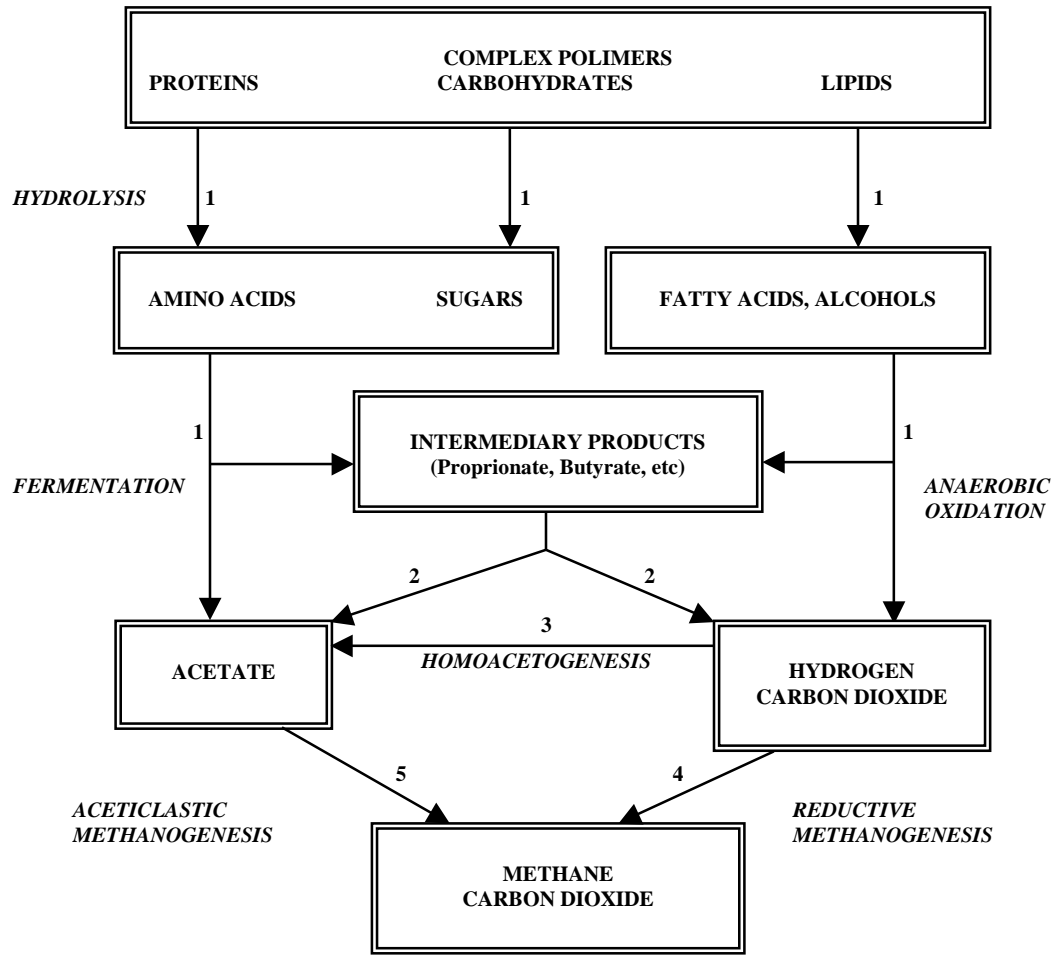 COMPLEX POLIMERS
PROTEINS CARBOHYDRATES LIPIDS
HYDROLYSIS 1 1 1
AMINO ACIDS SUGARS FATTY ACIDS, ALCOHOLS
1 INTERMEDIARY PRODUCTS 1
(Proprionate, Butyrate, etc)
FERMENTATION ANAEROBIC
OXIDATION
2 2
3
HOMOACETOGENESIS
ACETATE HYDROGEN
CARBON DIOXIDE
5 4
ACETICLASTIC REDUCTIVE
METHANOGENESIS METHANOGENESIS
METHANE
CARBON DIOXIDE